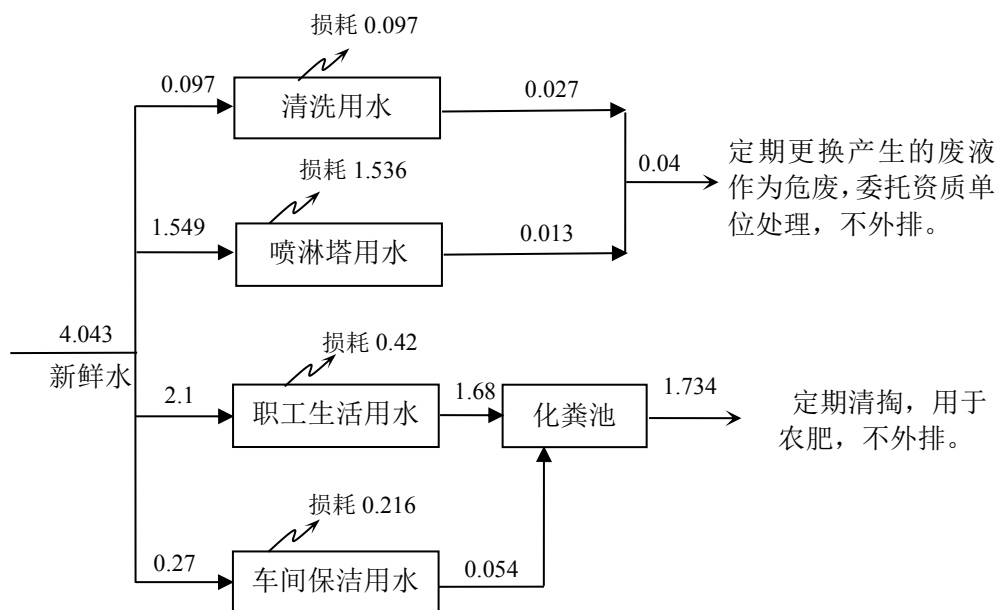 损耗 0.097
0.097
清洗用水
0.027
定期更换产生的废液
作为危废，委托资质单
位处理，不外排。
0.04
损耗 1.536
1.549
喷淋塔用水
0.013
4.043
新鲜水
损耗 0.42
2.1
职工生活用水
1.68
化粪池
1.734
定期清掏，用于
农肥，不外排。
损耗 0.216
0.27
车间保洁用水
0.054